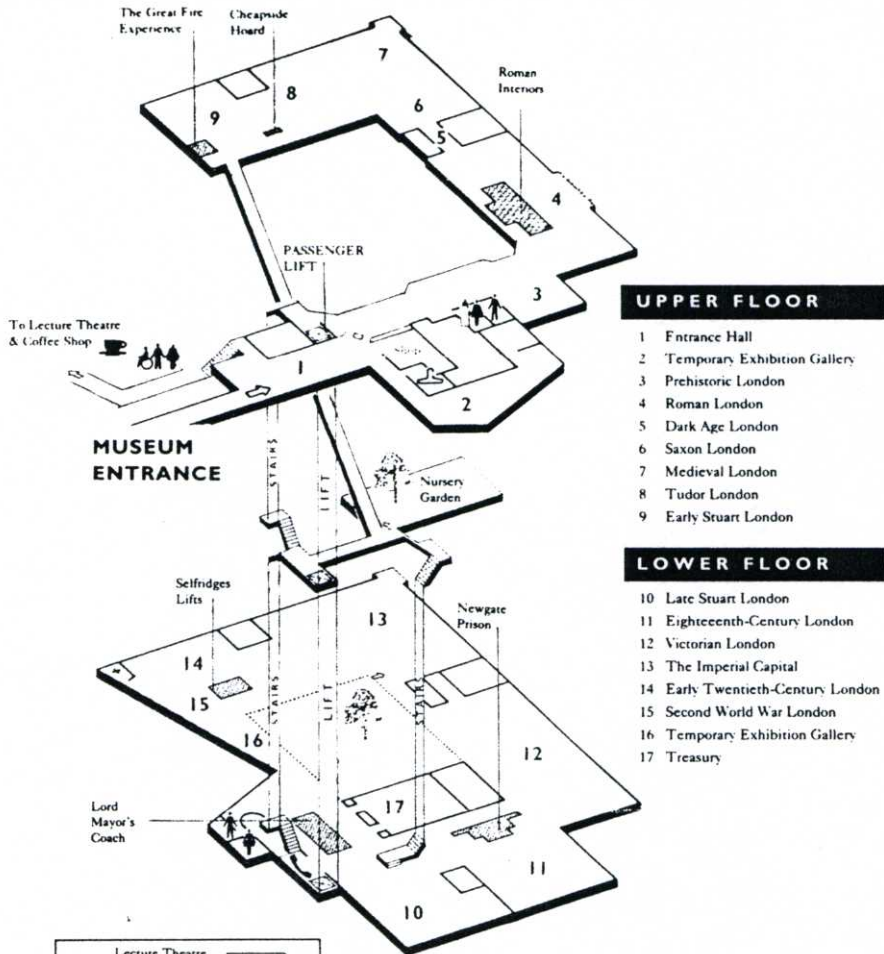 The Great Fire
Experience
Cheapside
Hoard
7
Roman
Interiors
8
6
9
5
4
PASSENGER
LIFT
3
To Lecture Theatre
& Coffee Shop
1
2
MUSEUM
ENTRANCE
STAIRS
LIFT
Nursery
Garden
Selfridges
Lifts
13
Newgate
Prison
14
15
STAIRS
LIFT
STAIRS
16
12
17
Lord
Mayor's
Coach
11
10
Lecture Theatre
UPPER FLOOR
1 Entrance Hall
2 Temporary Exhibition Gallery
3 Prehistoric London
4 Roman London
5 Dark Age London
6 Saxon London
7 Medieval London
8 Tudor London
9 Early Stuart London
LOWER FLOOR
10 Late Stuart London
11 Eighteeenth-Century London
12 Victorian London
13 The Imperial Capital
14 Early Twentieth-Century London
15 Second World War London
16 Temporary Exhibition Gallery
17 Treasury